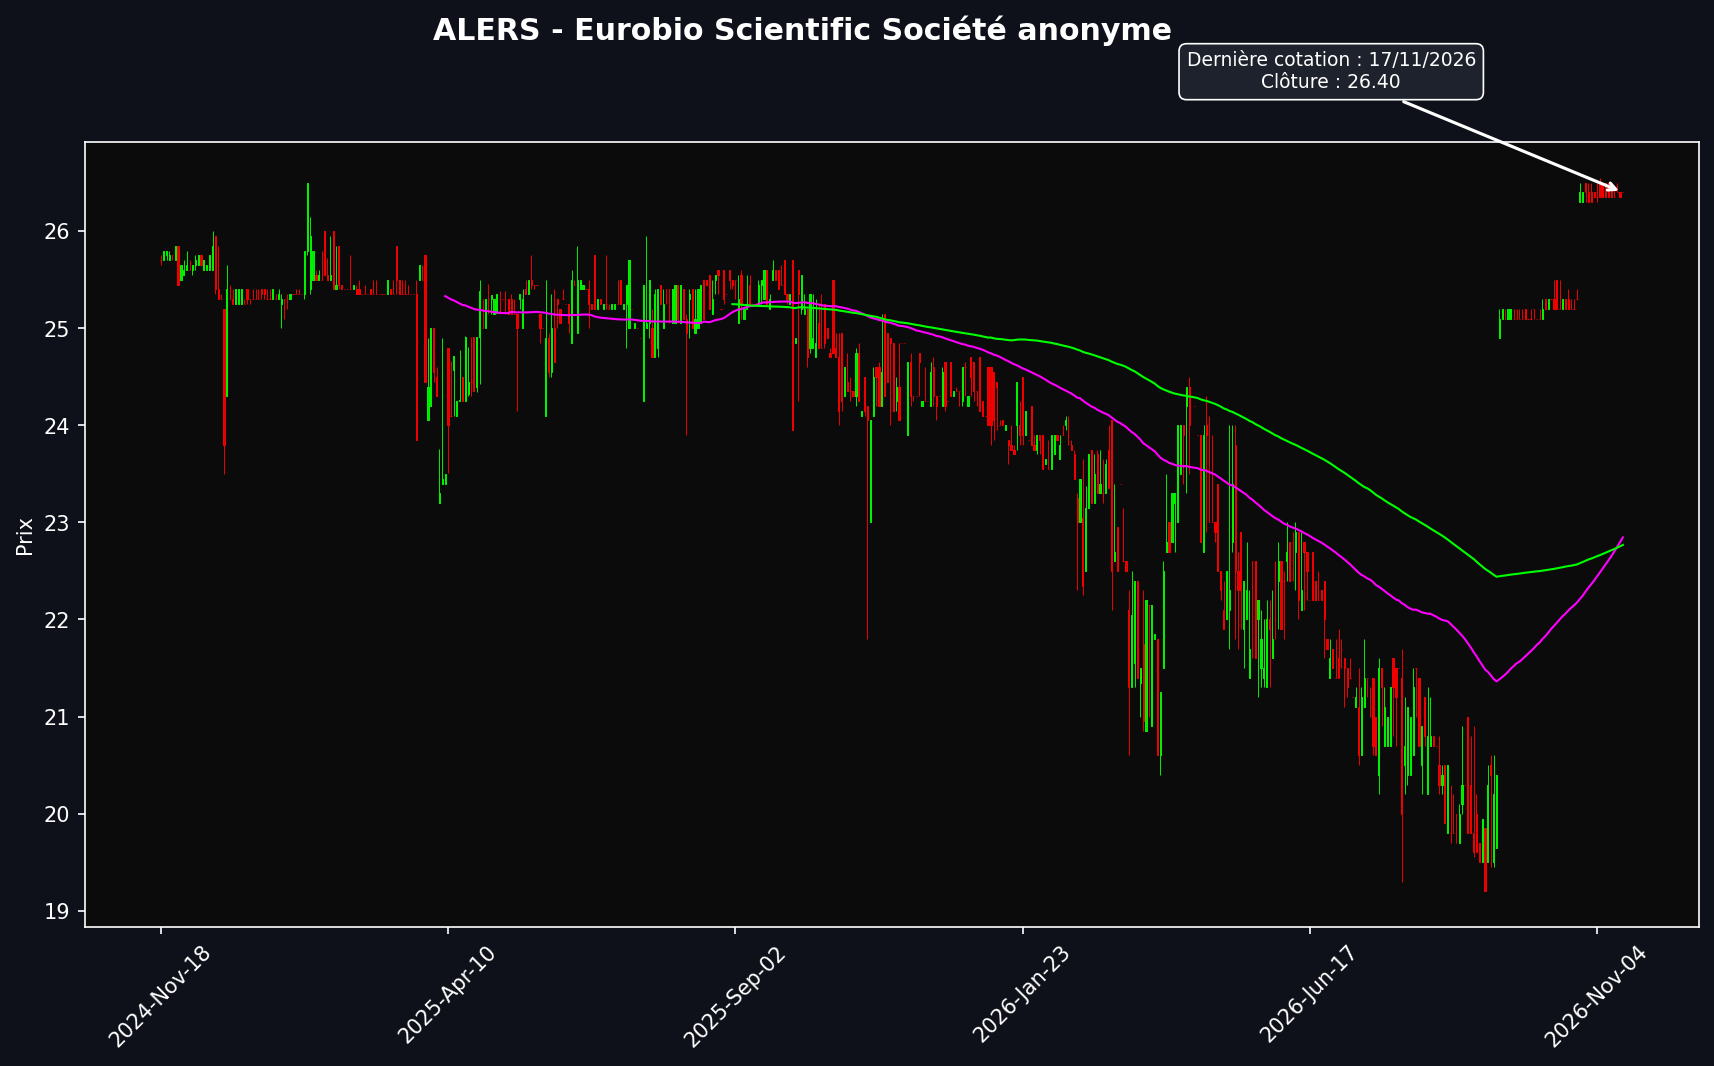 ALERS - Eurobio Scientific Société anonyme
Dernière cotation : 17/11/2026
Clôture : 26.40
Prix
26
25
24
23
22
21
20
19
2024-Nov-18
2025-Apr-10
2025-Sep-02
2026-Jan-23
2026-Jun-17
2026-Nov-04